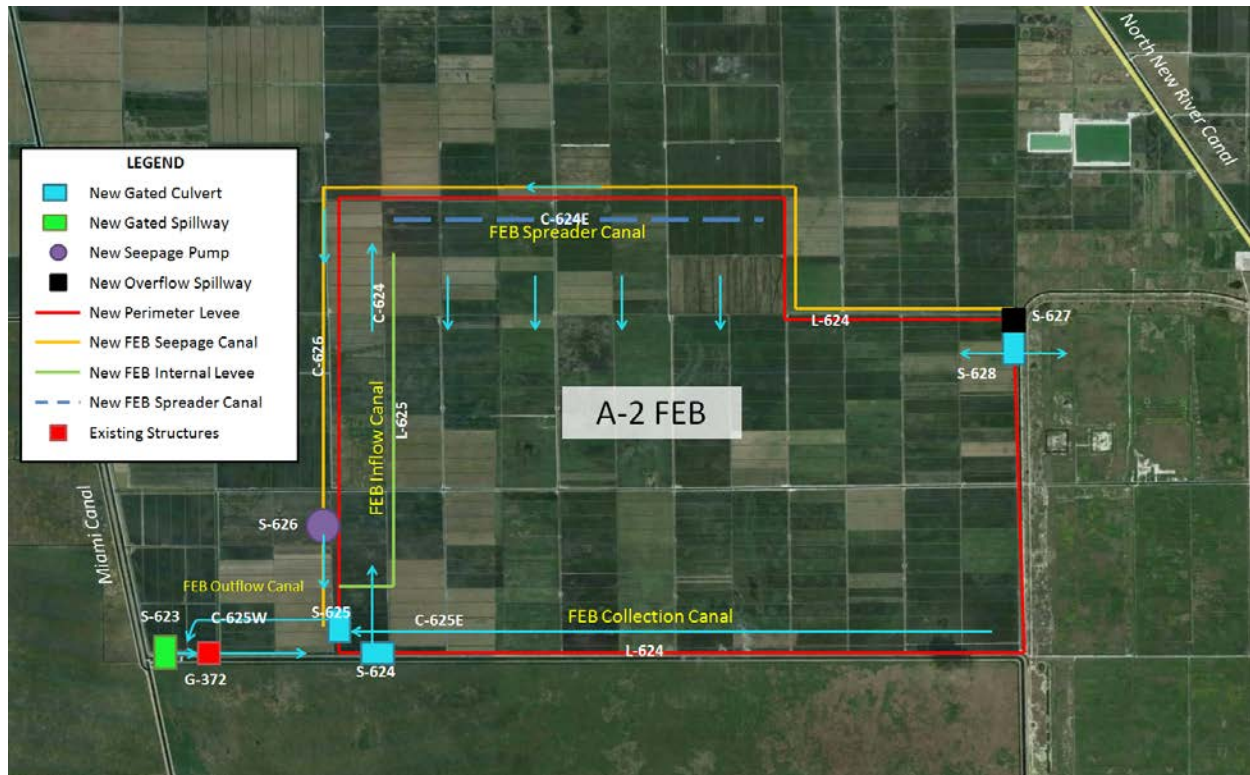 North New River Canal
LEGEND
New Gated Culvert
New Gated Spillway
New Seepage Pump
New Overflow Spillway
New Perimeter Levee
New FEB Seepage Canal
New FEB Internal Levee
New FEB Spreader Canal
Existing Structures
C-624E
FEB Spreader Canal
C-624
C-626
L-624
S-627
S-628
A-2 FEB
L-625
FEB Inflow Canal
S-626
Miami Canal
FEB Outflow Canal
S-623
C-625W
S-625
C-625E
FEB Collection Canal
L-624
G-372
S-624